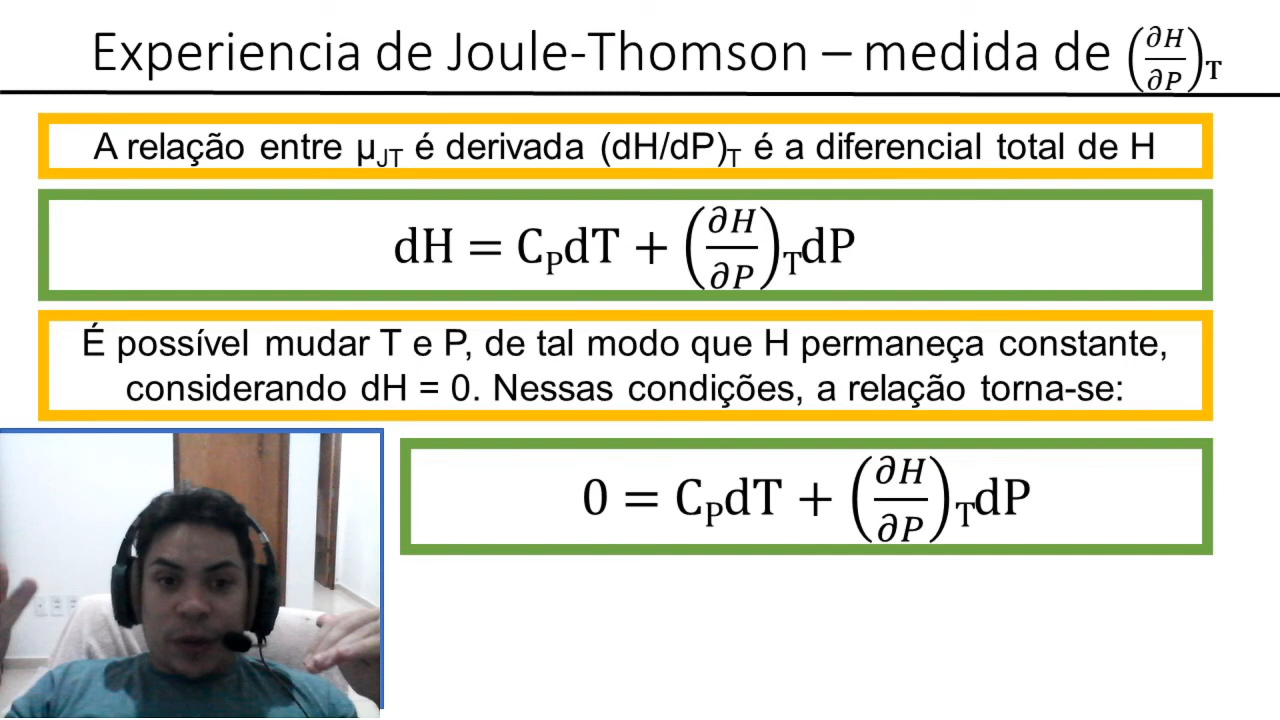 Experiencia de Joule-Thomson – medida de (∂H/∂P)T
A relação entre μJT é derivada (dH/dP)T é a diferencial total de H
dH = CPdT + (∂H/∂P)TdP
É possível mudar T e P, de tal modo que H permaneça constante,
considerando dH = 0. Nessas condições, a relação torna-se:
0 = CPdT + (∂H/∂P)TdP